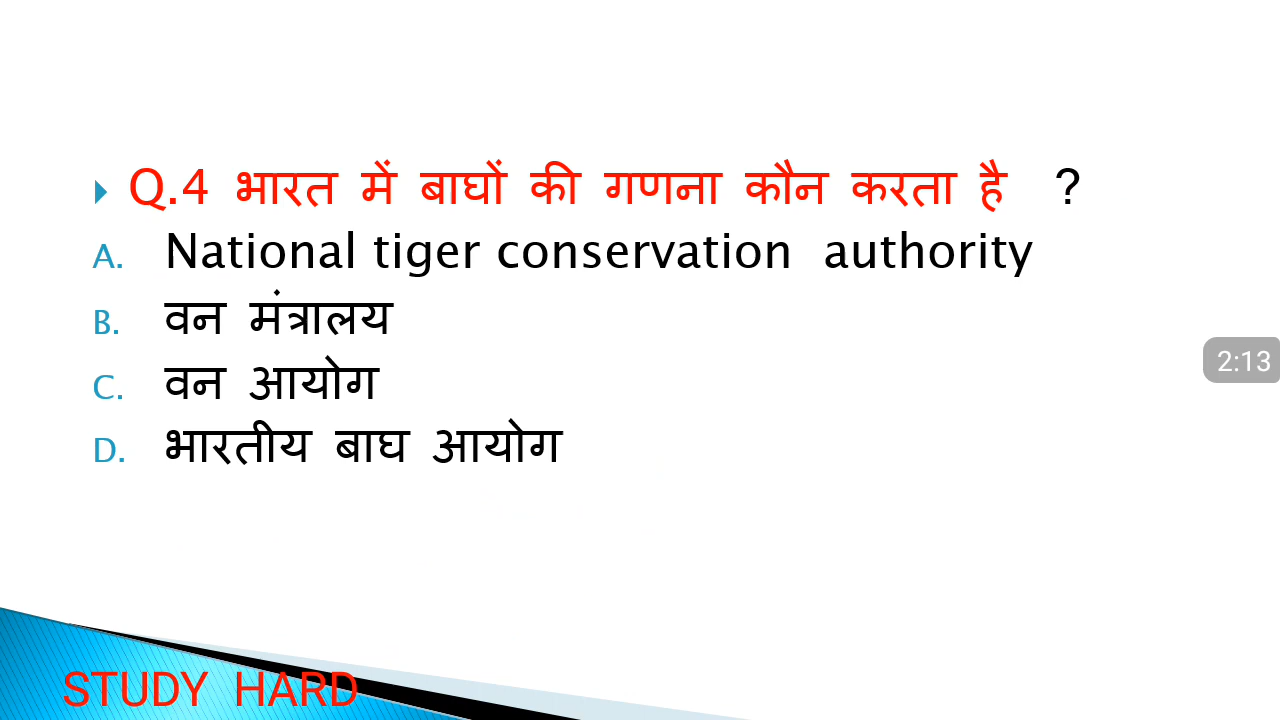 Q.4 भारत में बाघों की गणना कौन करता है ?
A. National tiger conservation authority
B. वन मंत्रालय
C. वन आयोग
D. भारतीय बाघ आयोग
2:13
STUDY HARD